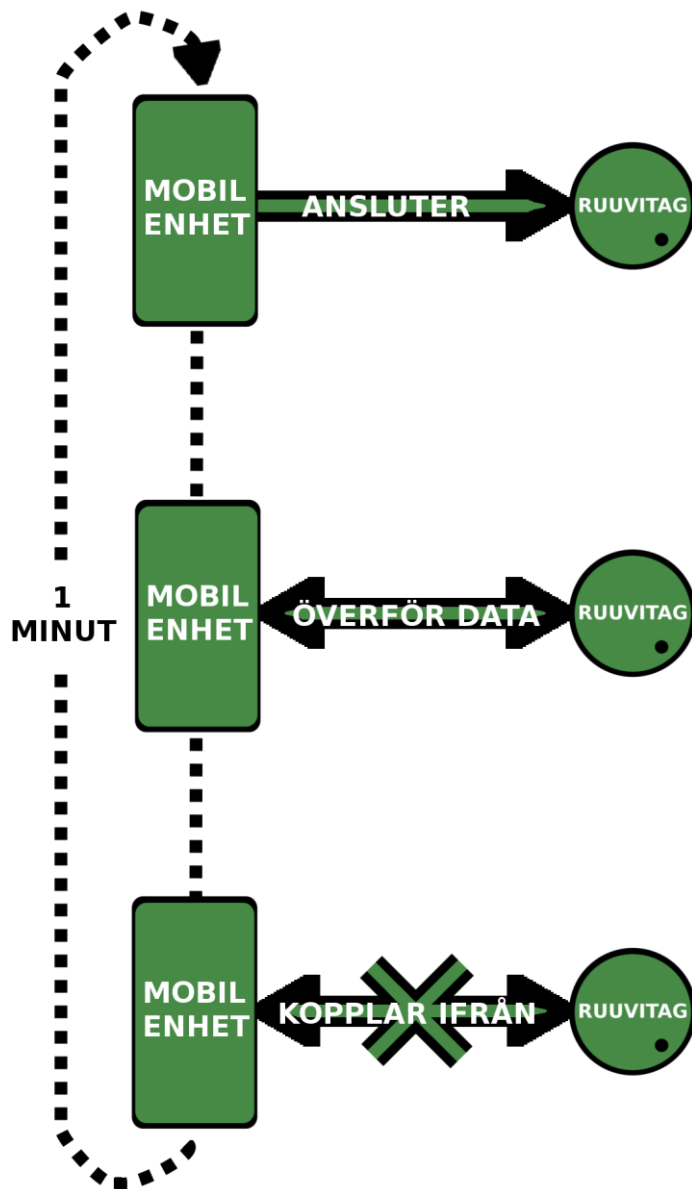 MOBIL
ENHET
ANSLUTER
RUUVITAG
1
MINUT
MOBIL
ENHET
ÖVERFÖR DATA
RUUVITAG
MOBIL
ENHET
KOPPLAR IFRÅN
RUUVITAG